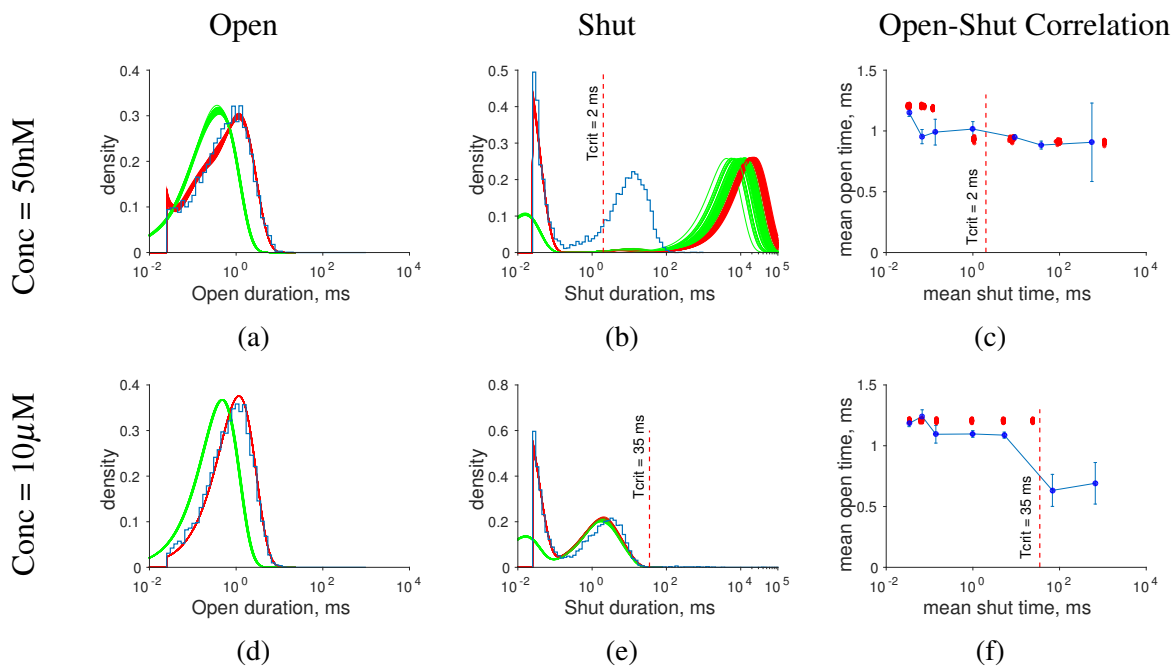 Open Shut Open-Shut Correlation
Conc = 50nM
density
0.4
0.3
0.2
0.1
0
10^-2 10^0 10^2 10^4
Open duration, ms
(a)
density
0.5
0.4
0.3
0.2
0.1
0
Tcrit = 2 ms
10^-2 10^0 10^2 10^4 10^5
Shut duration, ms
(b)
mean open time, ms
1.5
1
0.5
0
Tcrit = 2 ms
10^-2 10^0 10^2 10^4
mean shut time, ms
(c)
Conc = 10μM
density
0.4
0.3
0.2
0.1
0
10^-2 10^0 10^2 10^4
Open duration, ms
(d)
density
0.8
0.6
0.4
0.2
0
Tcrit = 35 ms
10^-2 10^0 10^2 10^4 10^5
Shut duration, ms
(e)
mean open time, ms
1.5
1
0.5
0
Tcrit = 35 ms
10^-2 10^0 10^2 10^4
mean shut time, ms
(f)